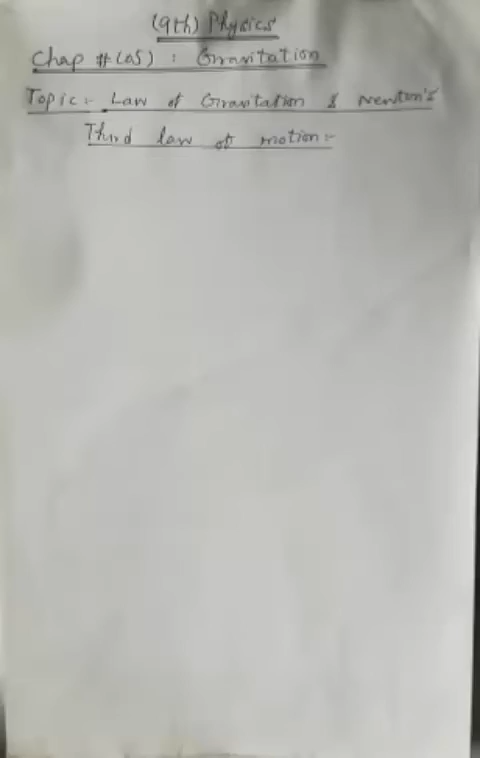 (9th) Physics
Chap #(05) : Gravitation
Topic:- Law of Gravitation & Newton's
Third law of motion:-